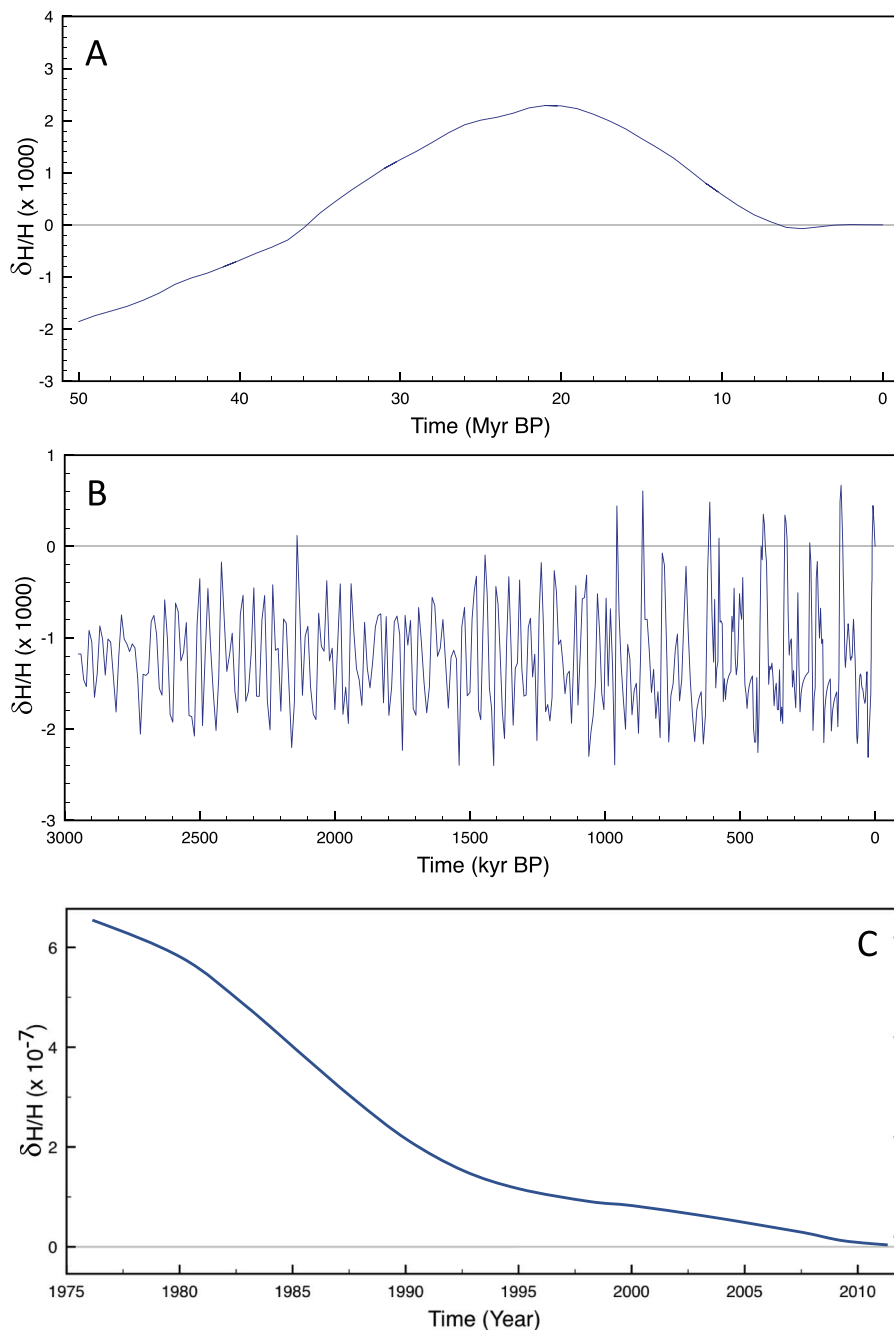 A
4
3
2
1
0
-1
-2
-3
δH/H (x 1000)
50 40 30 20 10 0
Time (Myr BP)
B
1
0
-1
-2
-3
δH/H (x 1000)
3000 2500 2000 1500 1000 500 0
Time (kyr BP)
C
6
4
2
0
δH/H (x 10⁻⁷)
1975 1980 1985 1990 1995 2000 2005 2010
Time (Year)